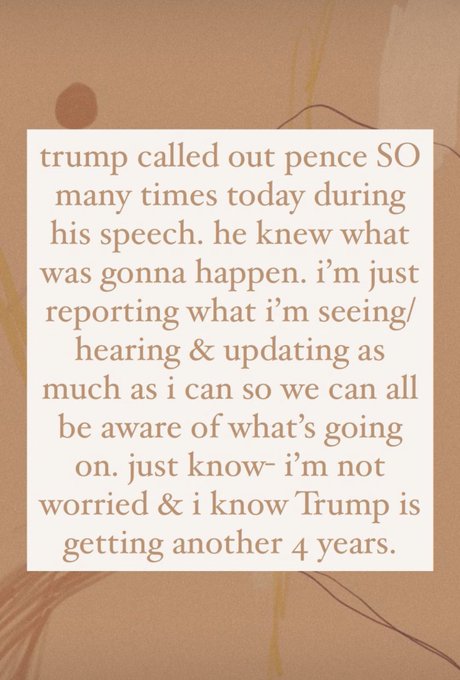 trump called out pence SO
many times today during
his speech. he knew what
was gonna happen. i’m just
reporting what i’m seeing/
hearing & updating as
much as i can so we can all
be aware of what’s going
on. just know- i’m not
worried & i know Trump is
getting another 4 years.